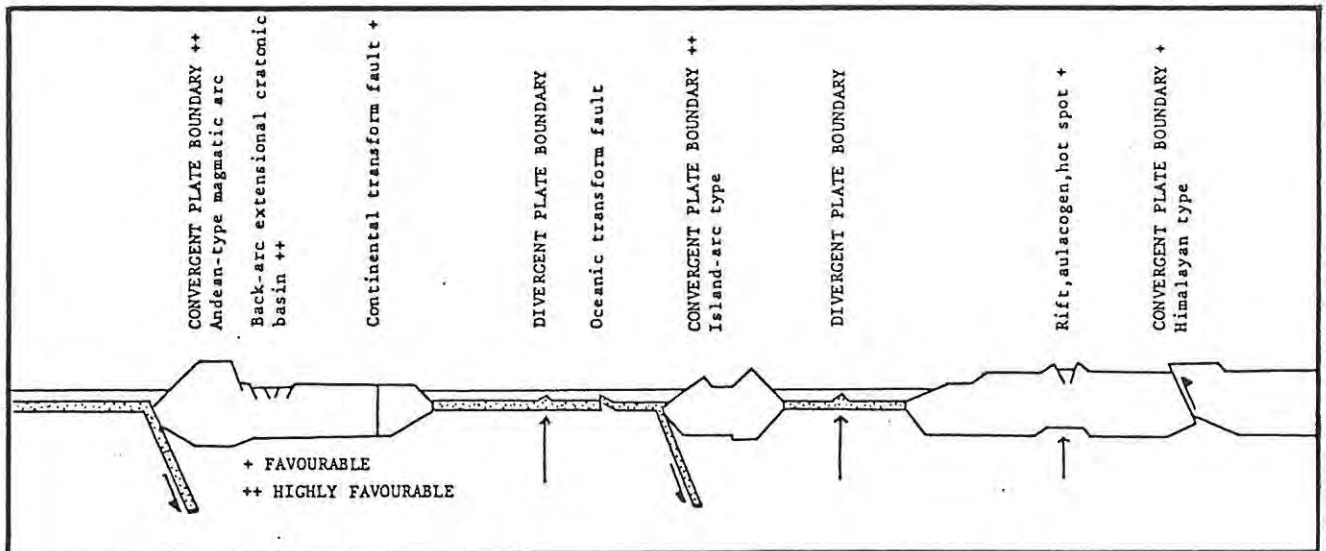 CONVERGENT PLATE BOUNDARY ++
Andean-type magmatic arc
Back-arc extensional cratonic
basin ++
Continental transform fault +
DIVERGENT PLATE BOUNDARY
Oceanic transform fault
CONVERGENT PLATE BOUNDARY ++
Island-arc type
DIVERGENT PLATE BOUNDARY
Rift,aulacogen,hot spot +
CONVERGENT PLATE BOUNDARY +
Himalayan type
+ FAVOURABLE
++ HIGHLY FAVOURABLE